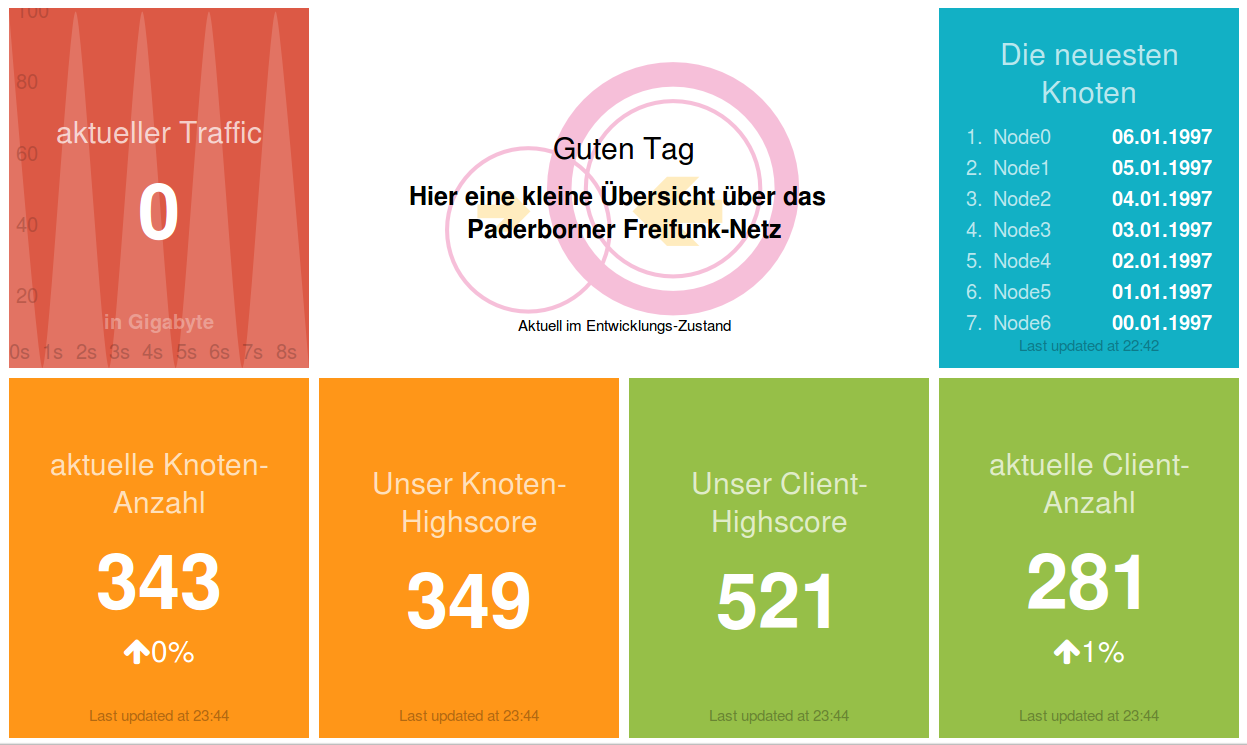 100
80
aktueller Traffic
60
0
40
20
in Gigabyte
0s 1s 2s 3s 4s 5s 6s 7s 8s
Guten Tag
Hier eine kleine Übersicht über das
Paderborner Freifunk-Netz
Aktuell im Entwicklungs-Zustand
Die neuesten
Knoten
1. Node0 06.01.1997
2. Node1 05.01.1997
3. Node2 04.01.1997
4. Node3 03.01.1997
5. Node4 02.01.1997
6. Node5 01.01.1997
7. Node6 00.01.1997
Last updated at 22:42
aktuelle Knoten-
Anzahl
343
0%
Last updated at 23:44
Unser Knoten-
Highscore
349
Last updated at 23:44
Unser Client-
Highscore
521
Last updated at 23:44
aktuelle Client-
Anzahl
281
1%
Last updated at 23:44